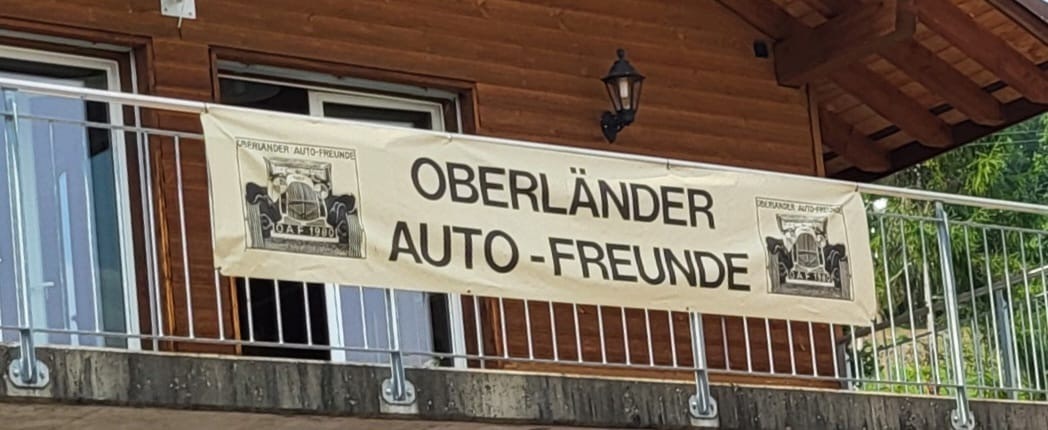 OBERLÄNDER AUTO-FREUNDE
OAF 1980
OBERLÄNDER
AUTO-FREUNDE
OBERLÄNDER AUTO-FREUNDE